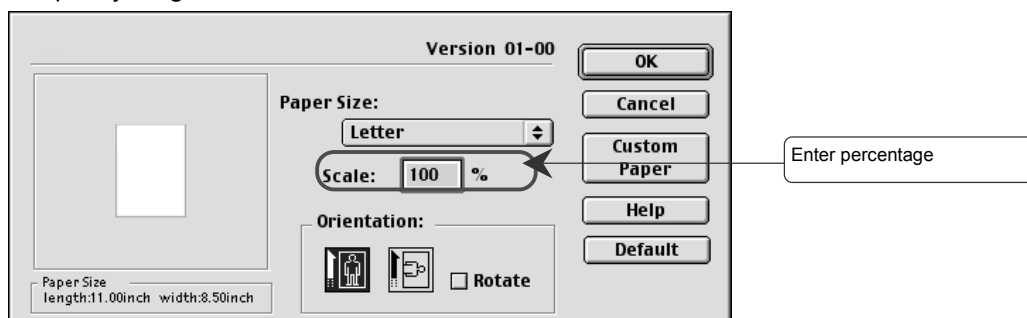 Version 01-00
OK
Paper Size:
Cancel
Letter
Custom
Paper
Enter percentage
Scale: 100 %
Orientation:
Help
Default
Rotate
Paper Size
length:11.00inch width:8.50inch